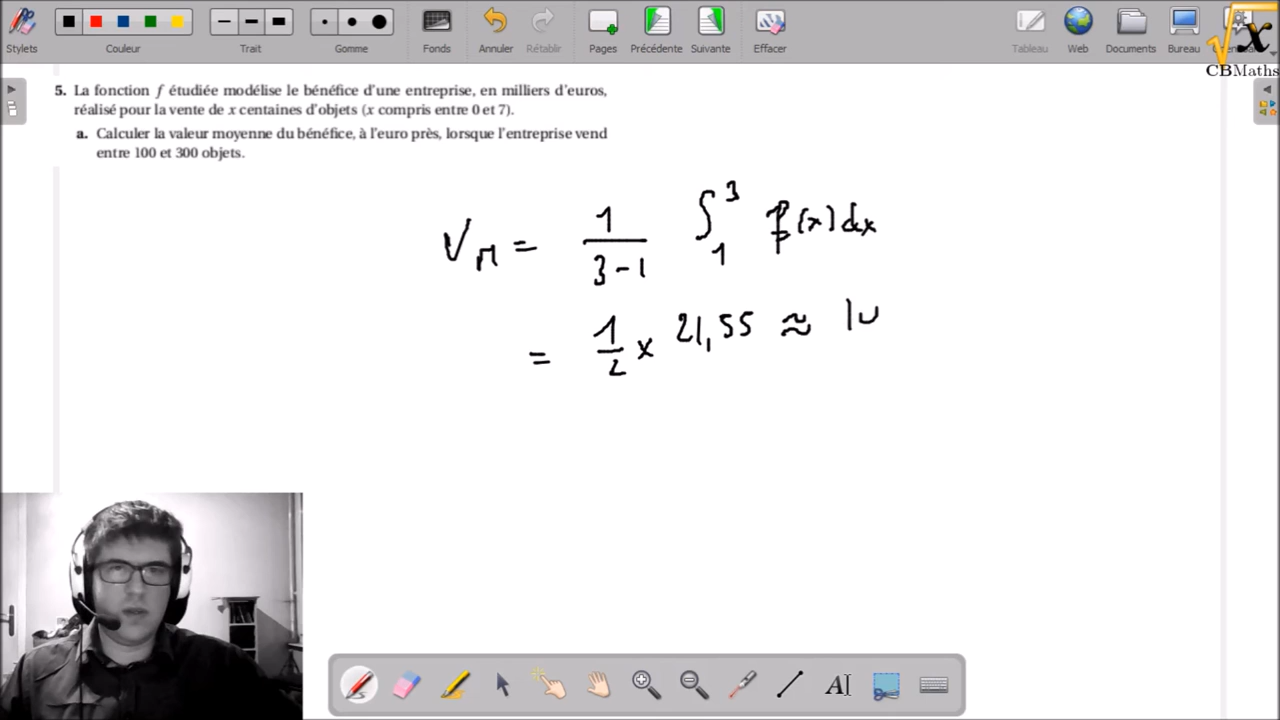 Stylets
Couleur
Trait
Gomme
Fonds
Annuler
Rétablir
Pages
Précédente
Suivante
Effacer
Tableau
Web
Documents
Bureau
CBMaths
5. La fonction f étudiée modélise le bénéfice d'une entreprise, en milliers d'euros,
réalisé pour la vente de x centaines d'objets (x compris entre 0 et 7).
a. Calculer la valeur moyenne du bénéfice, à l'euro près, lorsque l'entreprise vend
entre 100 et 300 objets.
V_M = 1/(3-1) ∫_1^3 f(x)dx
= 1/2 x 21,55 ≈